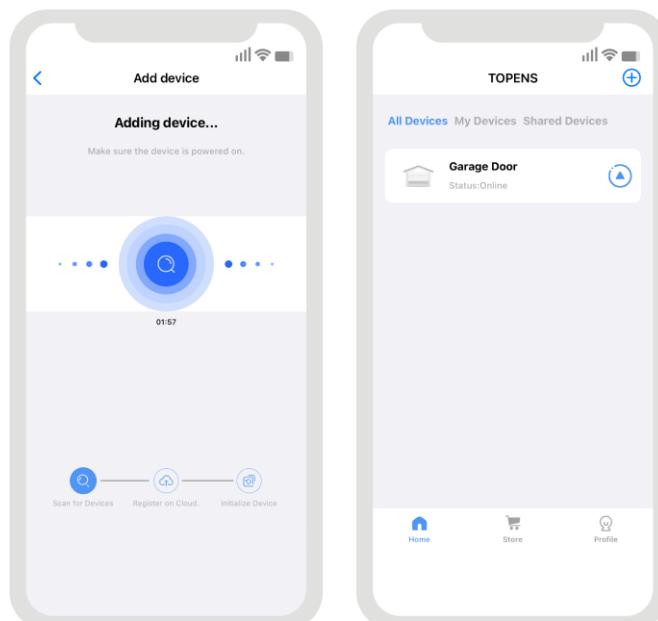 Add device
Adding device...
Make sure the device is powered on.
01:57
Scan for Devices Register on Cloud. Initialize Device
TOPENS
All Devices My Devices Shared Devices
Garage Door
Status:Online
Home Store Profile